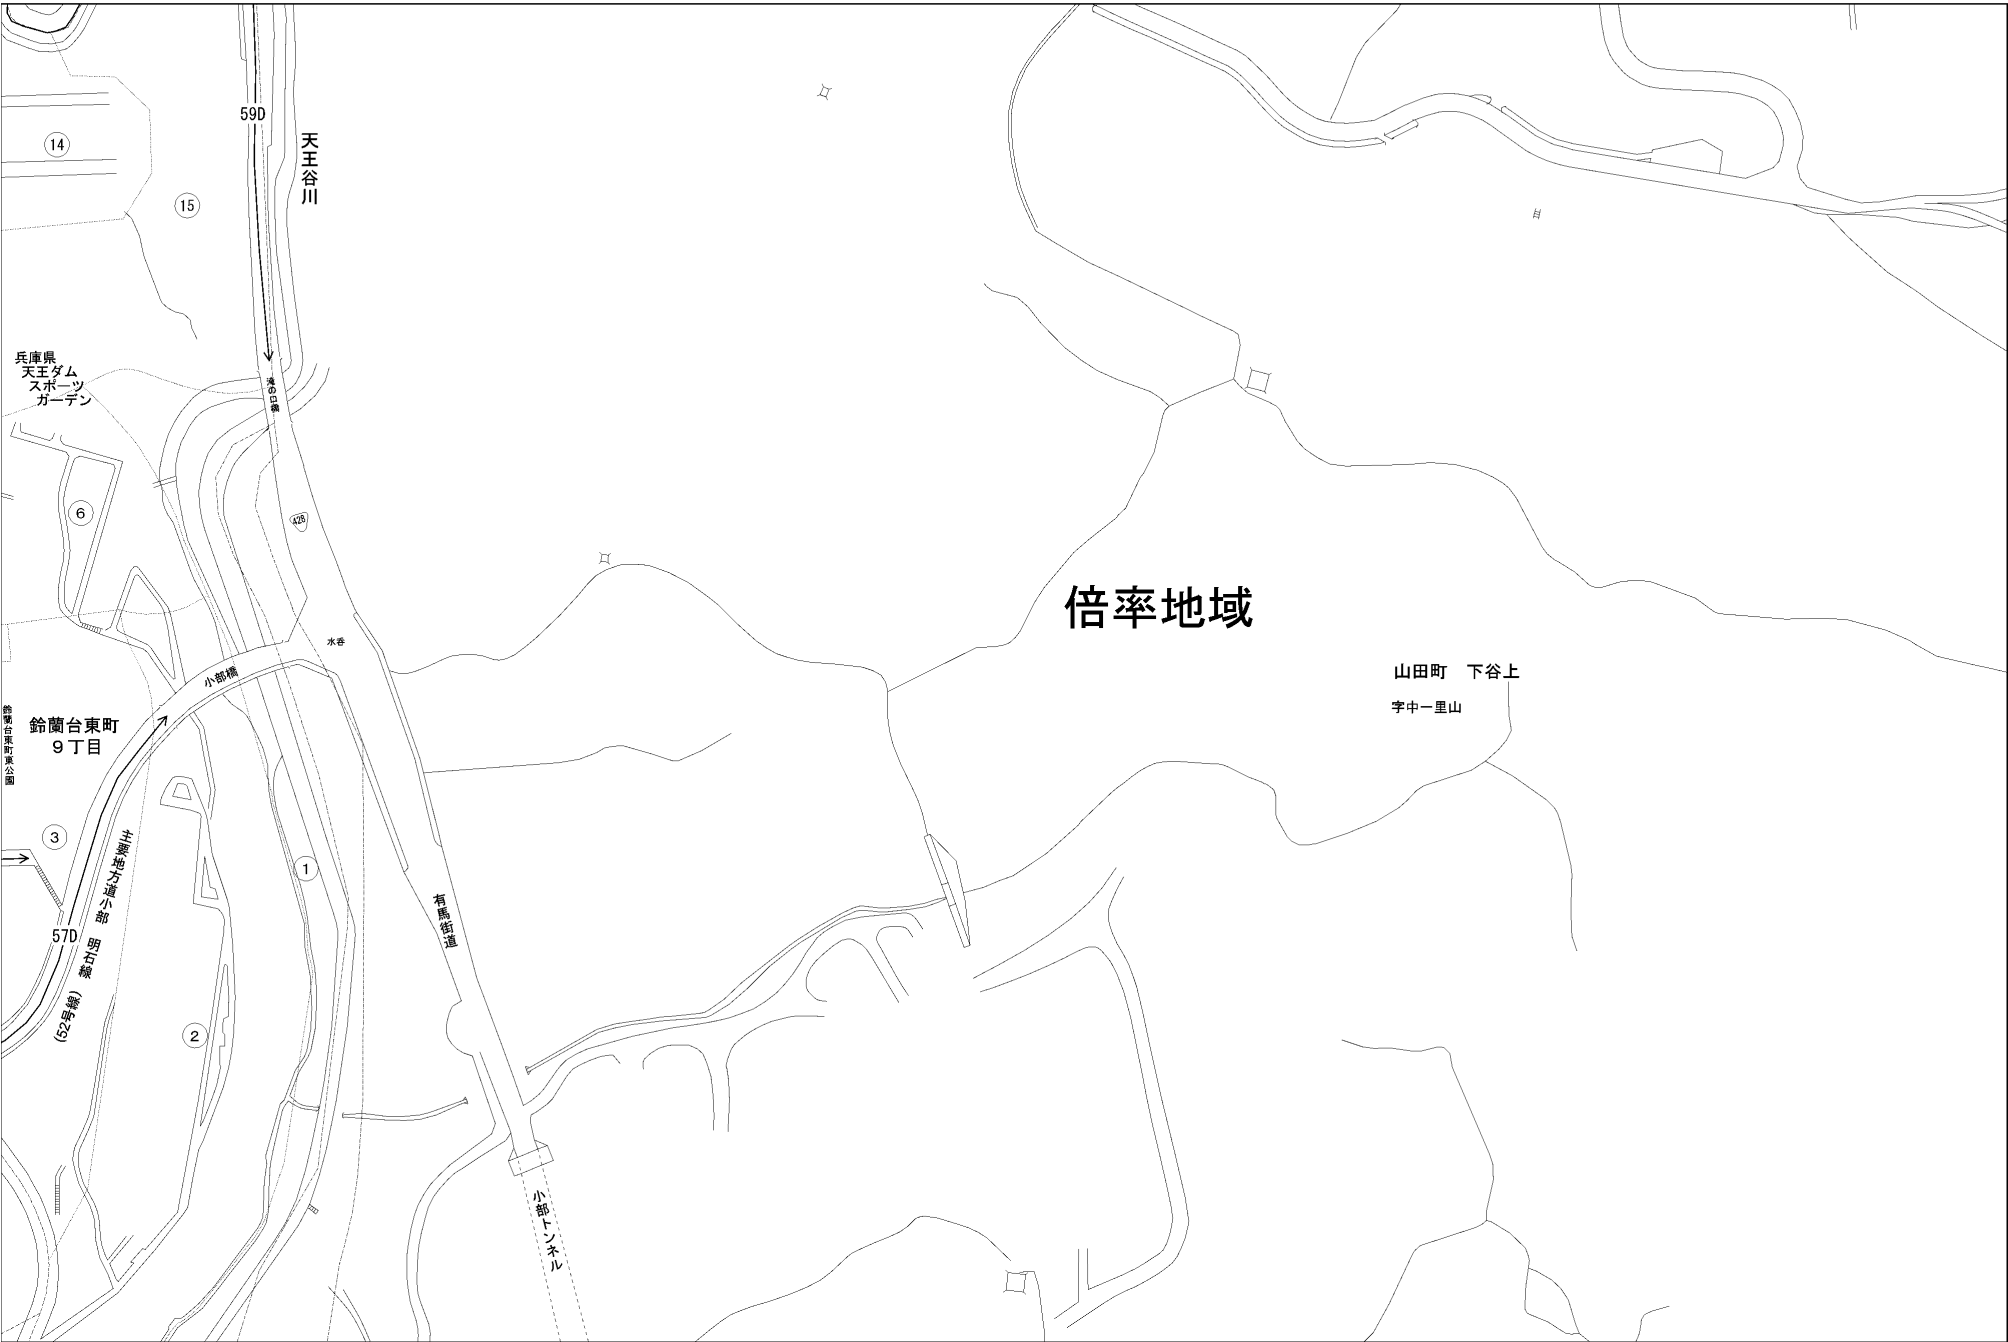 59D
天王谷川
14
15
兵庫県
天王ダム
スポーツ
ガーデン
滝の口橋
6
428
倍率地域
水呑
小部橋
山田町　下谷上
字中一里山
鈴蘭台東町東公園
鈴蘭台東町
９丁目
3
主要地方道小部　明石線
(52号線)
1
有馬街道
57D
2
小部トンネル